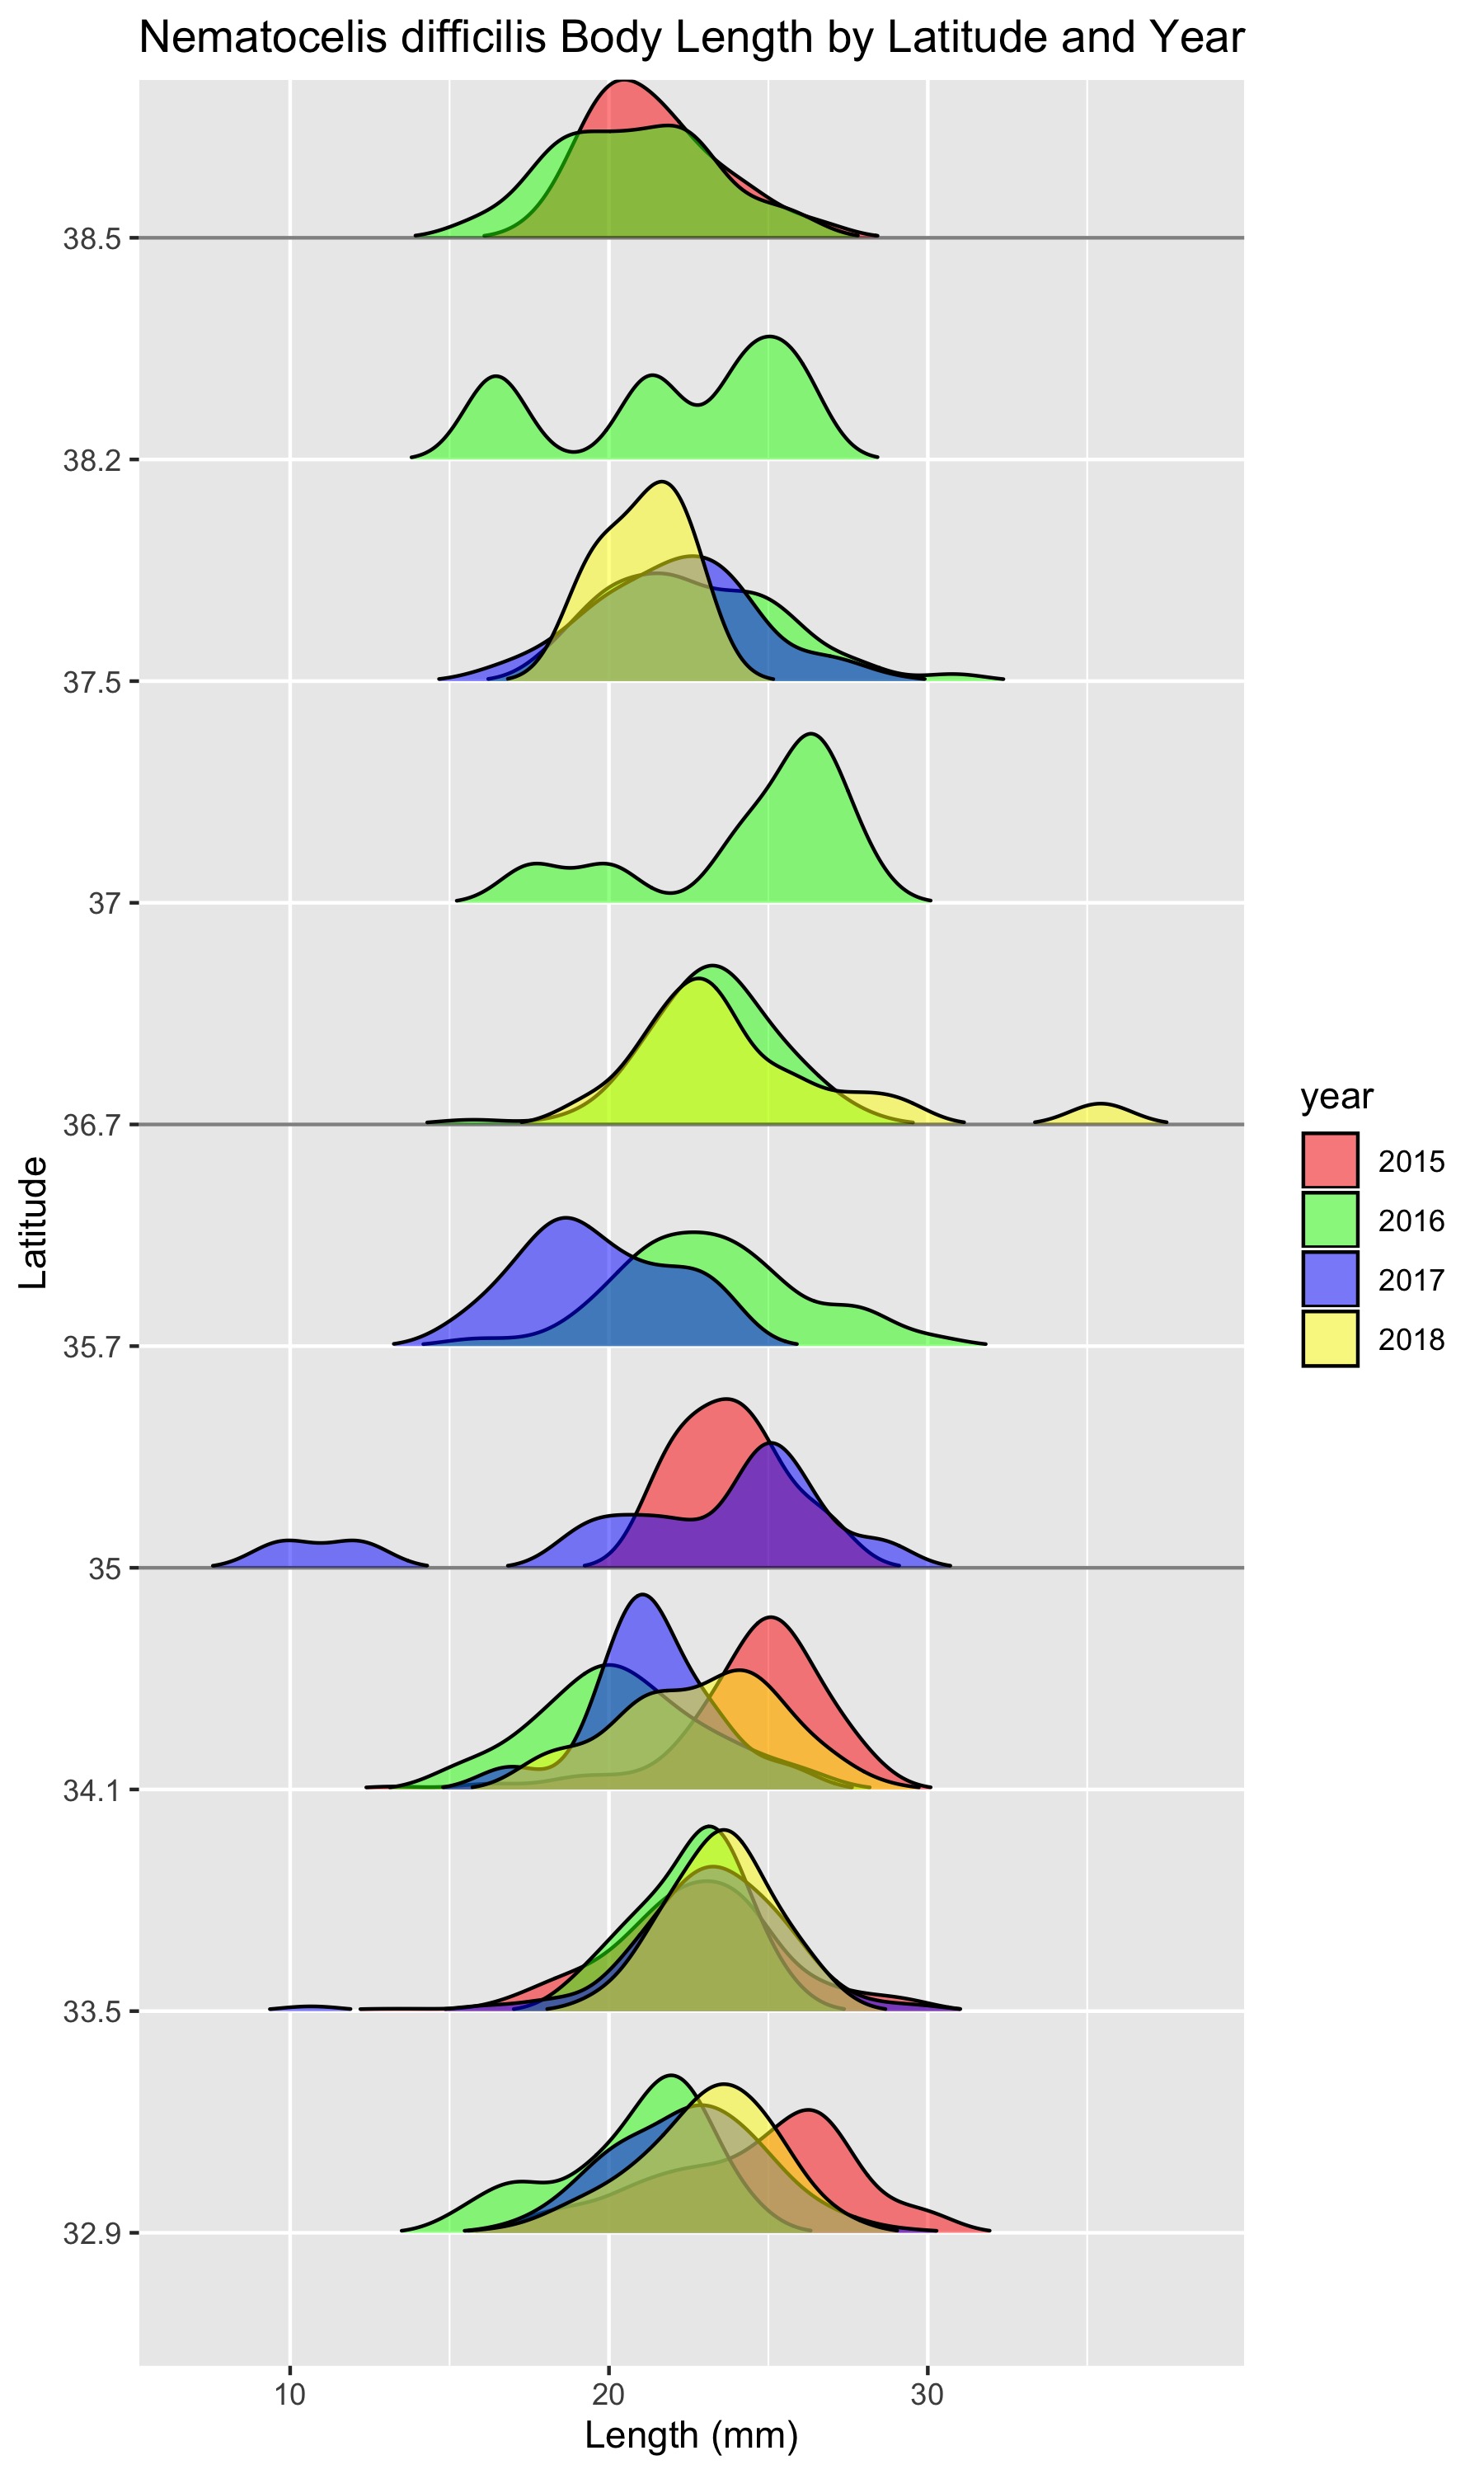 Nematocelis difficilis Body Length by Latitude and Year
38.5
38.2
37.5
37
36.7
35.7
35
34.1
33.5
32.9
Latitude
10 20 30
Length (mm)
year
2015
2016
2017
2018